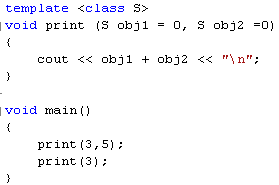 template <class S>
void print (S obj1 = 0, S obj2 =0)
{
cout << obj1 + obj2 << "\n";
}
void main()
{
print(3,5);
print(3);
}